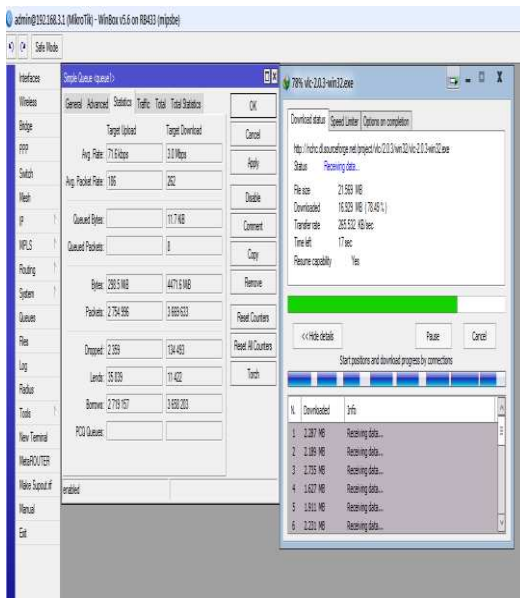 admin@192.168.3.1 (MikroTik) - WinBox v5.6 on RB433 (mipsbe)
Safe Mode
Interfaces
Wireless
Bridge
PPP
Switch
Mesh
IP
MPLS
Routing
System
Queues
Files
Log
Radius
Tools
New Terminal
MetaROUTER
Make Supout.rif
Manual
Exit
Simple Queue <queue1>
General Advanced Statistics Traffic Total Total Statistics
Target Upload Target Download
Avg. Rate: 71.6 kbps 3.0 Mbps
Avg. Packet Rate: 186 262
Queued Bytes: 11.7 KiB
Queued Packets: 8
Bytes: 298.5 MiB 4471.6 MiB
Packets: 2 754 996 3 669 633
Dropped: 2 359 134 493
Lends: 35 839 11 422
Borrows: 2 719 157 3 658 203
PCQ Queues:
enabled
OK
Cancel
Apply
Disable
Comment
Copy
Remove
Reset Counters
Reset All Counters
Torch
78% vlc-2.0.3-win32.exe
Download status Speed Limiter Options on completion
Status Receiving data...
File size 21.569 MB
Downloaded 16.929 MB ( 78.49 % )
Transfer rate 265.532 KB/sec
Time left 17 sec
Resume capability Yes
<< Hide details Pause Cancel
Start positions and download progress by connections
N. Downloaded Info
1 2.287 MB Receiving data...
2 2.189 MB Receiving data...
3 2.735 MB Receiving data...
4 1.627 MB Receiving data...
5 1.911 MB Receiving data...
6 2.231 MB Receiving data...